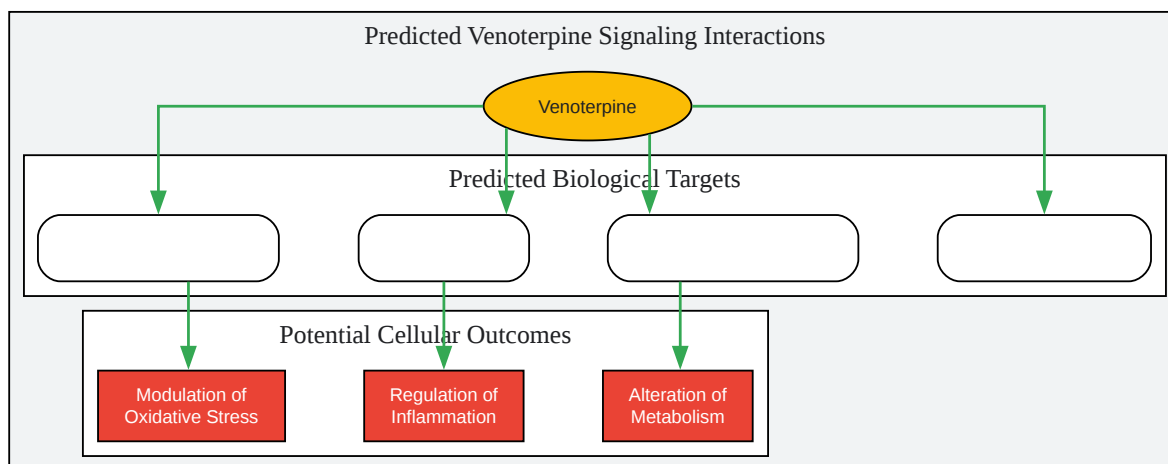 Predicted Venoterpine Signaling Interactions
Venoterpine
Predicted Biological Targets
Potential Cellular Outcomes
Modulation of
Oxidative Stress
Regulation of
Inflammation
Alteration of
Metabolism